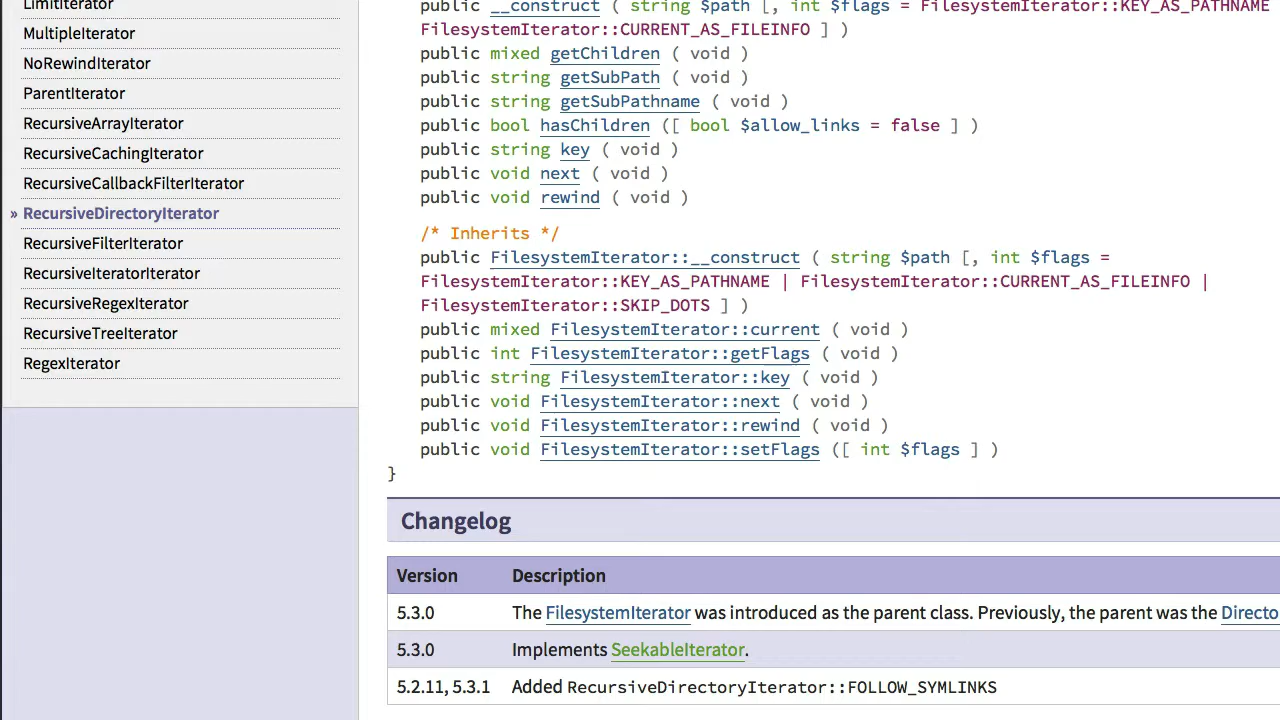 LimitIterator
MultipleIterator
NoRewindIterator
ParentIterator
RecursiveArrayIterator
RecursiveCachingIterator
RecursiveCallbackFilterIterator
» RecursiveDirectoryIterator
RecursiveFilterIterator
RecursiveIteratorIterator
RecursiveRegexIterator
RecursiveTreeIterator
RegexIterator
public __construct ( string $path [, int $flags = FilesystemIterator::KEY_AS_PATHNAME
FilesystemIterator::CURRENT_AS_FILEINFO ] )
public mixed getChildren ( void )
public string getSubPath ( void )
public string getSubPathname ( void )
public bool hasChildren ([ bool $allow_links = false ] )
public string key ( void )
public void next ( void )
public void rewind ( void )
/* Inherits */
public FilesystemIterator::__construct ( string $path [, int $flags =
FilesystemIterator::KEY_AS_PATHNAME | FilesystemIterator::CURRENT_AS_FILEINFO |
FilesystemIterator::SKIP_DOTS ] )
public mixed FilesystemIterator::current ( void )
public int FilesystemIterator::getFlags ( void )
public string FilesystemIterator::key ( void )
public void FilesystemIterator::next ( void )
public void FilesystemIterator::rewind ( void )
public void FilesystemIterator::setFlags ([ int $flags ] )
}
Changelog
Version Description
5.3.0 The FilesystemIterator was introduced as the parent class. Previously, the parent was the Directo
5.3.0 Implements SeekableIterator.
5.2.11, 5.3.1 Added RecursiveDirectoryIterator::FOLLOW_SYMLINKS